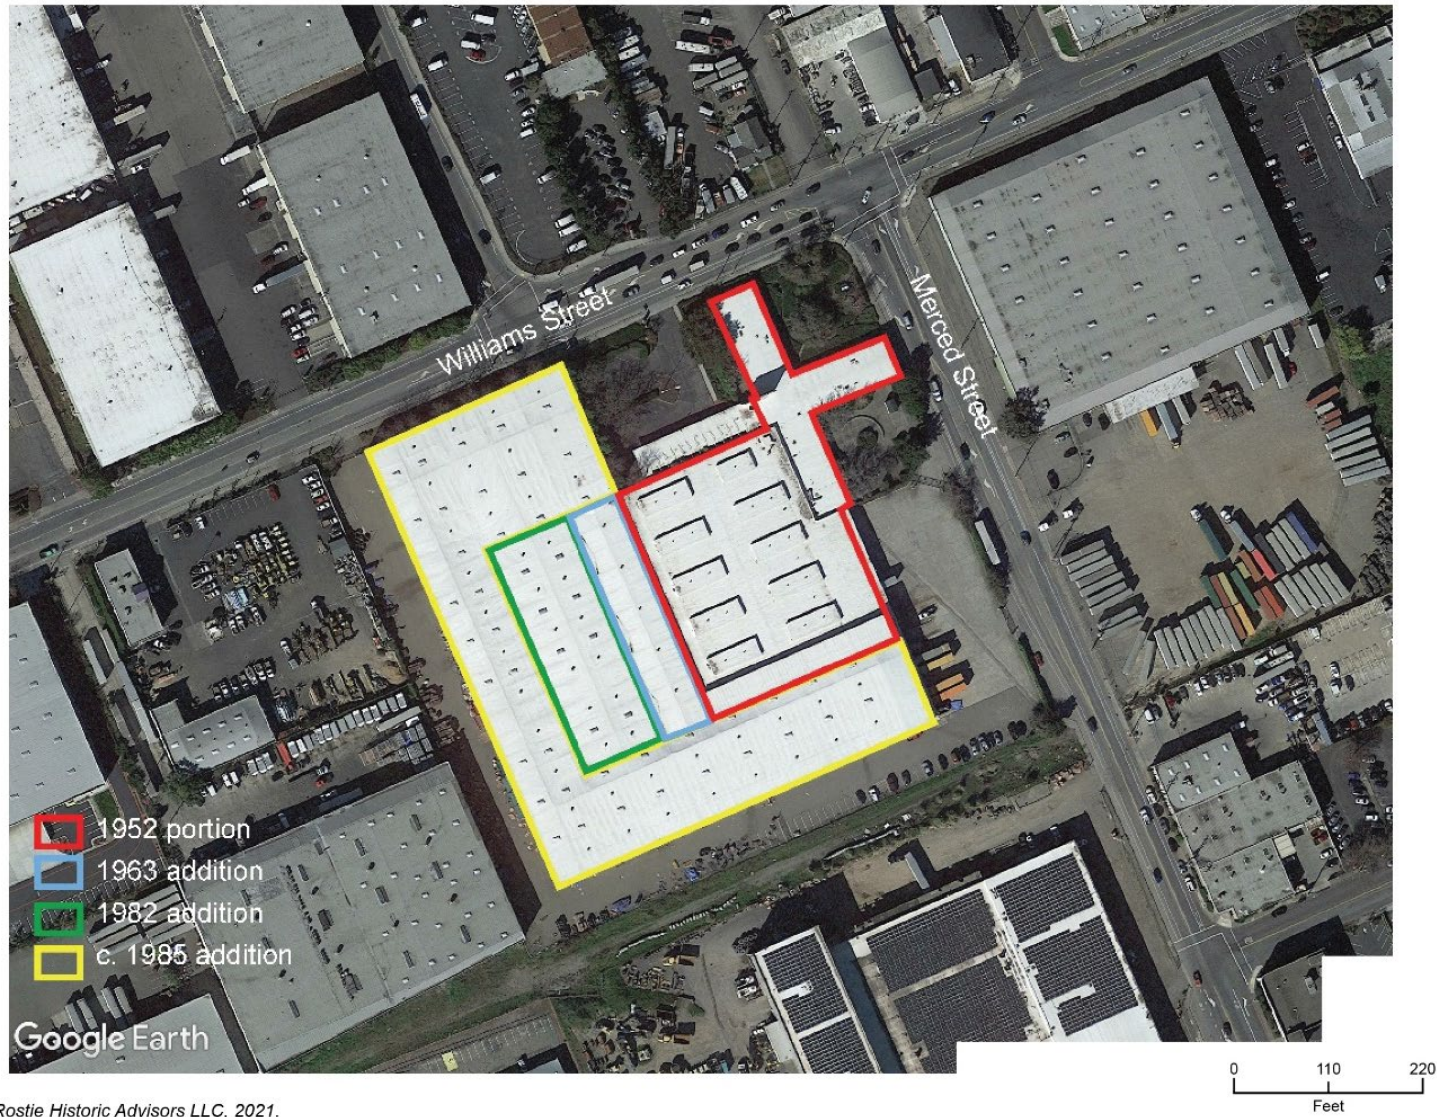 Williams Street
Merced Street
1952 portion
1963 addition
1982 addition
c. 1985 addition
Google Earth
0 110 220
Feet
Rostie Historic Advisors LLC. 2021.